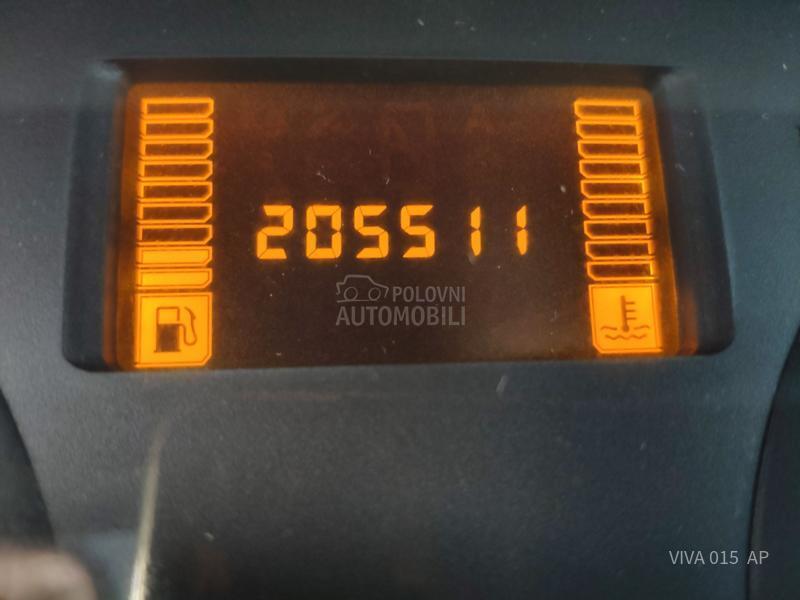 205511
POLOVNI
AUTOMOBILI
VIVA 015 AP